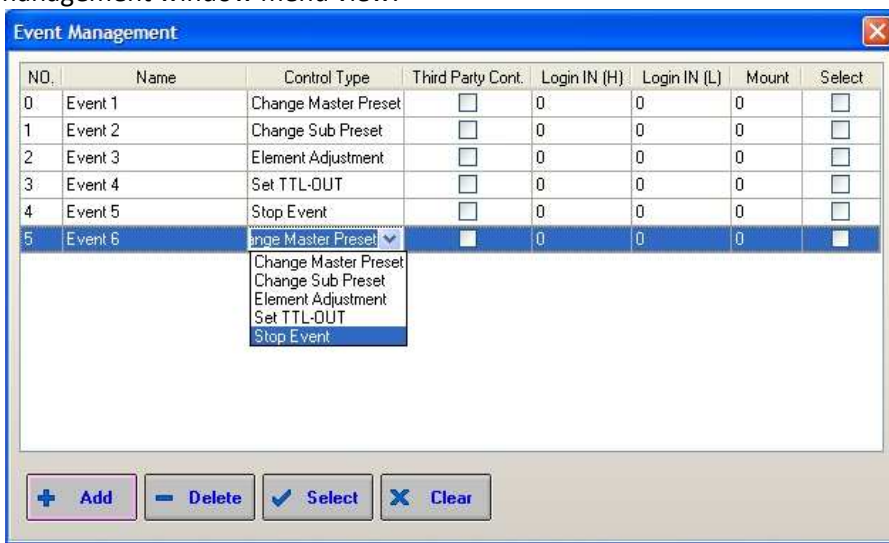 management window menu view.
Event Management
NO. Name Control Type Third Party Cont. Login IN (H) Login IN (L) Mount Select
0 Event 1 Change Master Preset 0 0 0
1 Event 2 Change Sub Preset 0 0 0
2 Event 3 Element Adjustment 0 0 0
3 Event 4 Set TTL-OUT 0 0 0
4 Event 5 Stop Event 0 0 0
5 Event 6 ange Master Preset 0 0 0
Change Master Preset
Change Sub Preset
Element Adjustment
Set TTL-OUT
Stop Event
Add Delete Select Clear